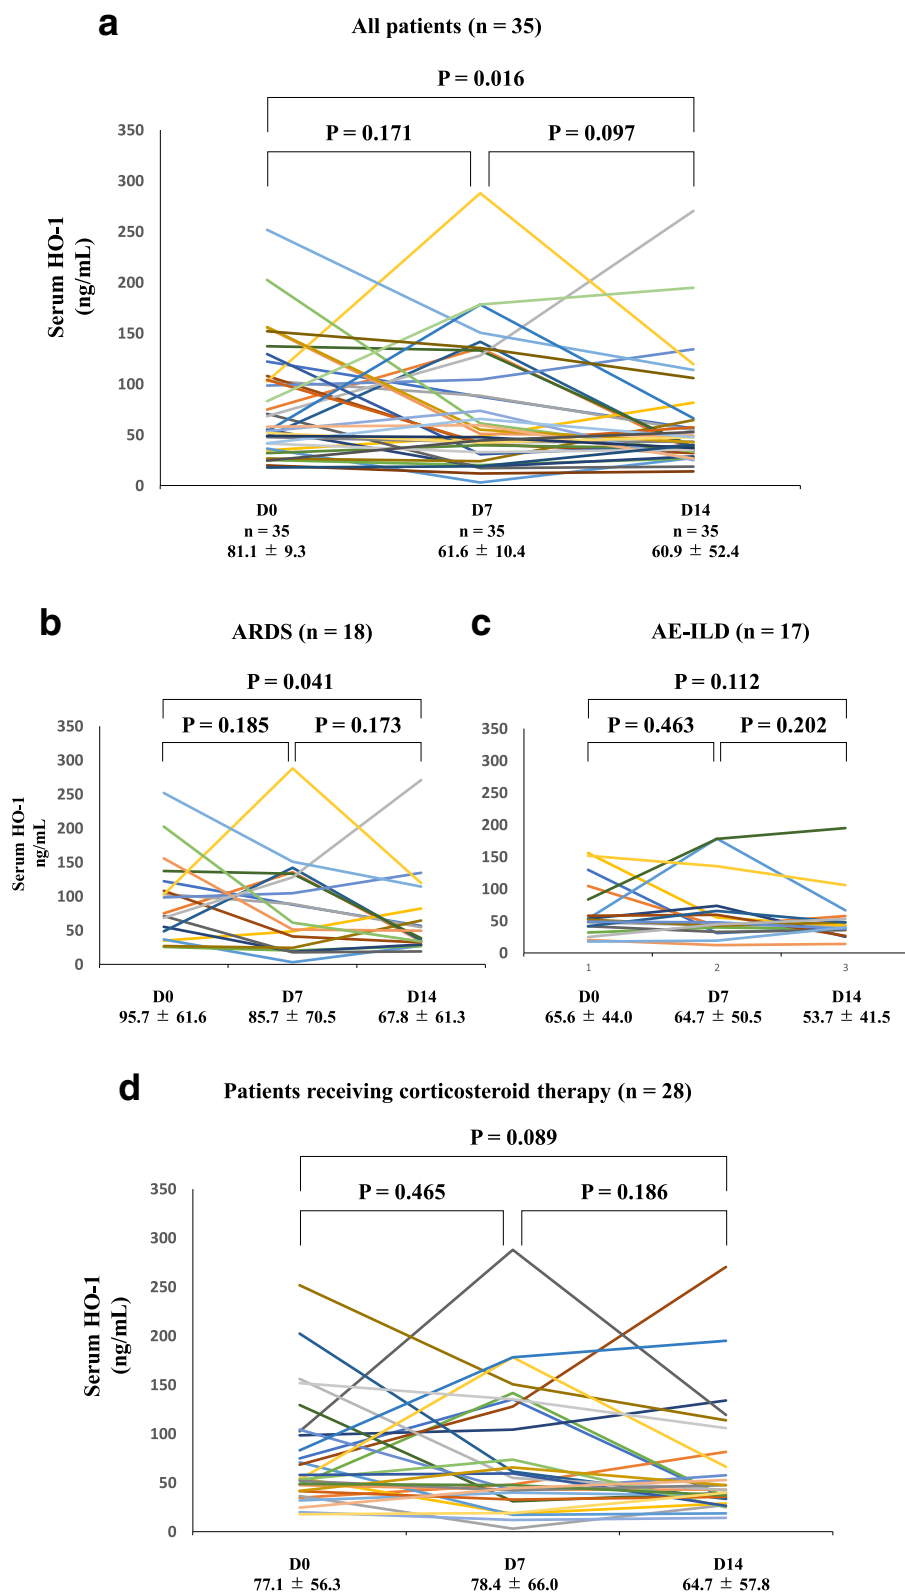 a
All patients (n = 35)
P = 0.016
P = 0.171
P = 0.097
Serum HO-1
(ng/mL)
350
300
250
200
150
100
50
0
D0
D7
D14
n = 35
n = 35
n = 35
81.1 ± 9.3
61.6 ± 10.4
60.9 ± 52.4
b
ARDS (n = 18)
P = 0.041
P = 0.185
P = 0.173
Serum HO-1
ng/mL
350
300
250
200
150
100
50
0
D0
D7
D14
95.7 ± 61.6
85.7 ± 70.5
67.8 ± 61.3
c
AE-ILD (n = 17)
P = 0.112
P = 0.463
P = 0.202
350
300
250
200
150
100
50
0
1
2
3
D0
D7
D14
65.6 ± 44.0
64.7 ± 50.5
53.7 ± 41.5
d
Patients receiving corticosteroid therapy (n = 28)
P = 0.089
P = 0.465
P = 0.186
Serum HO-1
(ng/mL)
350
300
250
200
150
100
50
0
D0
D7
D14
77.1 ± 56.3
78.4 ± 66.0
64.7 ± 57.8